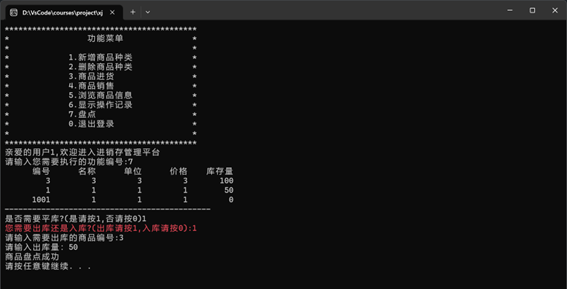 D:\VsCode\courses\project\xj
*****************************************
* 功能菜单 *
* *
* 1.新增商品种类 *
* 2.删除商品种类 *
* 3.商品进货 *
* 4.商品销售 *
* 5.浏览商品信息 *
* 6.显示操作记录 *
* 7.盘点 *
* 0.退出登录 *
* *
*****************************************
亲爱的用户1,欢迎进入进销存管理平台
请输入您需要执行的功能编号:7
编号 名称 单位 价格 库存量
3 3 3 3 100
1 1 1 1 50
1001 1 1 1 0
--------------------------------------------
是否需要平库?(是请按1,否请按0)1
您需要出库还是入库?(出库请按1,入库请按0):1
请输入需要出库的商品编号:3
请输入出库量: 50
商品盘点成功
请按任意键继续. . .